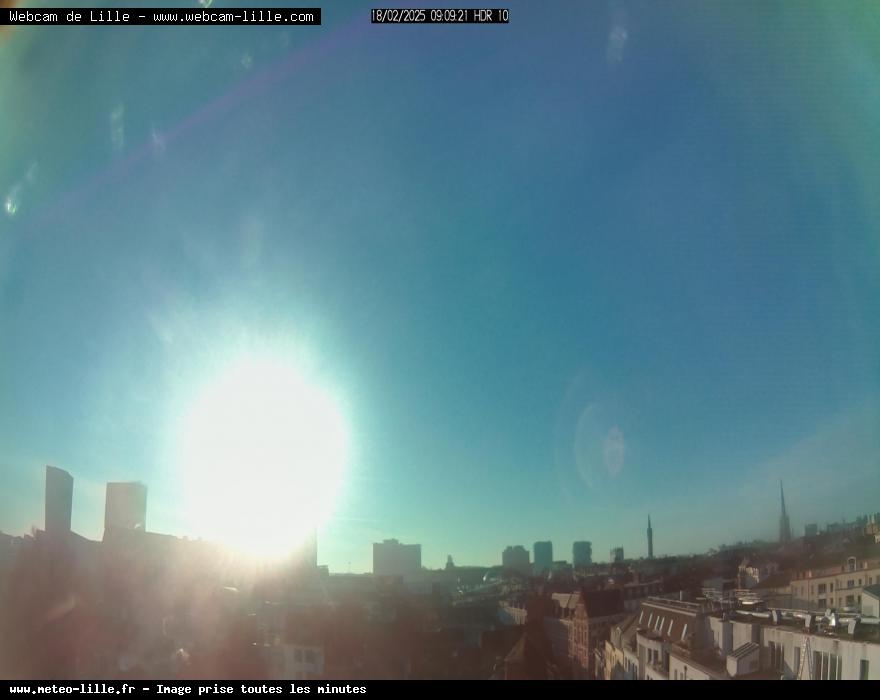 Webcam de Lille - www.webcam-lille.com
18/02/2025 09:09:21 HDR 10
www.meteo-lille.fr - Image prise toutes les minutes